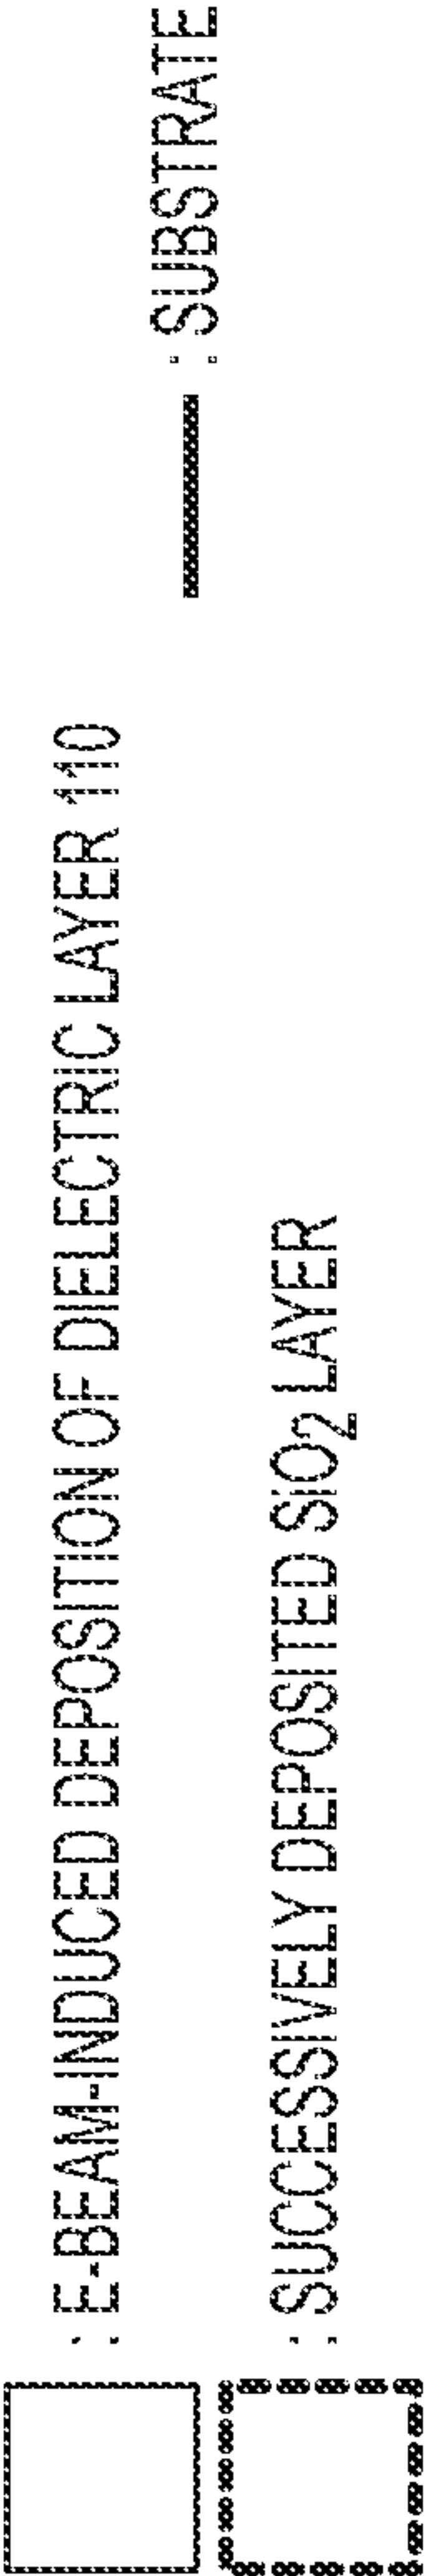 : E-BEAM-INDUCED DEPOSITION OF DIELECTRIC LAYER 110
: SUBSTRATE
: SUCCESSIVELY DEPOSITED SiO₂ LAYER